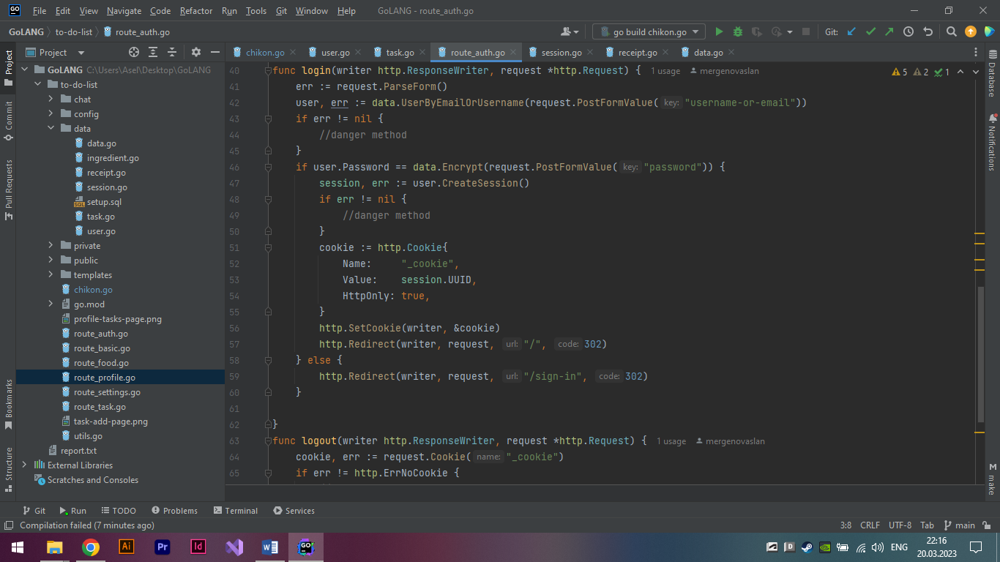 GO File Edit View Navigate Code Refactor Run Tools Git Window Help GoLANG - route_auth.go
GoLANG to-do-list route_auth.go go build chikon.go Git:
Project chikon.go user.go task.go route_auth.go session.go receipt.go data.go
GoLANG C:\Users\Asel\Desktop\GoLANG
to-do-list
chat
config
data
data.go
ingredient.go
receipt.go
session.go
setup.sql
task.go
user.go
private
public
templates
chikon.go
go.mod
profile-tasks-page.png
route_auth.go
route_basic.go
route_food.go
route_profile.go
route_settings.go
route_task.go
task-add-page.png
utils.go
report.txt
External Libraries
Scratches and Consoles
Project
Commit
Pull Requests
Bookmarks
Structure
40 func login(writer http.ResponseWriter, request *http.Request) { 1 usage mergenovaslan 5 2 1
41 err := request.ParseForm()
42 user, err := data.UserByEmailOrUsername(request.PostFormValue( key: "username-or-email"))
43 if err != nil {
44 //danger method
45 }
46 if user.Password == data.Encrypt(request.PostFormValue( key: "password")) {
47 session, err := user.CreateSession()
48 if err != nil {
49 //danger method
50 }
51 cookie := http.Cookie{
52 Name: "_cookie",
53 Value: session.UUID,
54 HttpOnly: true,
55 }
56 http.SetCookie(writer, &cookie)
57 http.Redirect(writer, request, url: "/", code: 302)
58 } else {
59 http.Redirect(writer, request, url: "/sign-in", code: 302)
60 }
61
62 }
63 func logout(writer http.ResponseWriter, request *http.Request) { 1 usage mergenovaslan
64 cookie, err := request.Cookie( name: "_cookie")
65 if err != http.ErrNoCookie {
Database
Notifications
M make
Git Run TODO Problems Terminal Services
Compilation failed (7 minutes ago) 3:8 CRLF UTF-8 Tab main
Ai Pr Id W GO ENG 22:16
20.03.2023